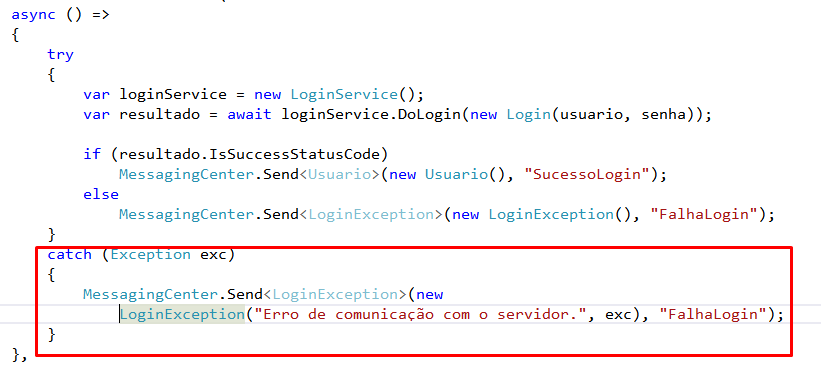 async () =>
{
    try
    {
        var loginService = new LoginService();
        var resultado = await loginService.DoLogin(new Login(usuario, senha));

        if (resultado.IsSuccessStatusCode)
            MessagingCenter.Send<Usuario>(new Usuario(), "SucessoLogin");
        else
            MessagingCenter.Send<LoginException>(new LoginException(), "FalhaLogin");
    }
    catch (Exception exc)
    {
        MessagingCenter.Send<LoginException>(new
            LoginException("Erro de comunicação com o servidor.", exc), "FalhaLogin");
    }
},